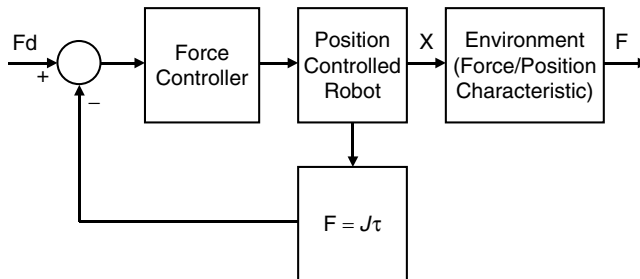 Fd
+
−
Force
Controller
Position
Controlled
Robot
X
Environment
(Force/Position
Characteristic)
F
F = Jτ